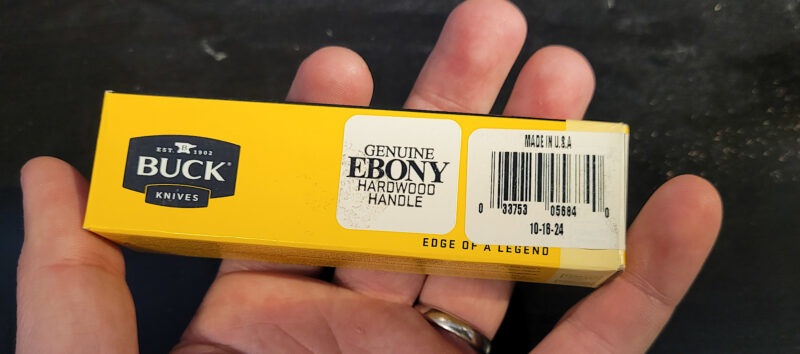 EST. 1902
BUCK®
KNIVES
GENUINE
EBONY
HARDWOOD
HANDLE
MADE IN U.S.A
0 33753 05684 0
10-16-24
EDGE OF A LEGEND